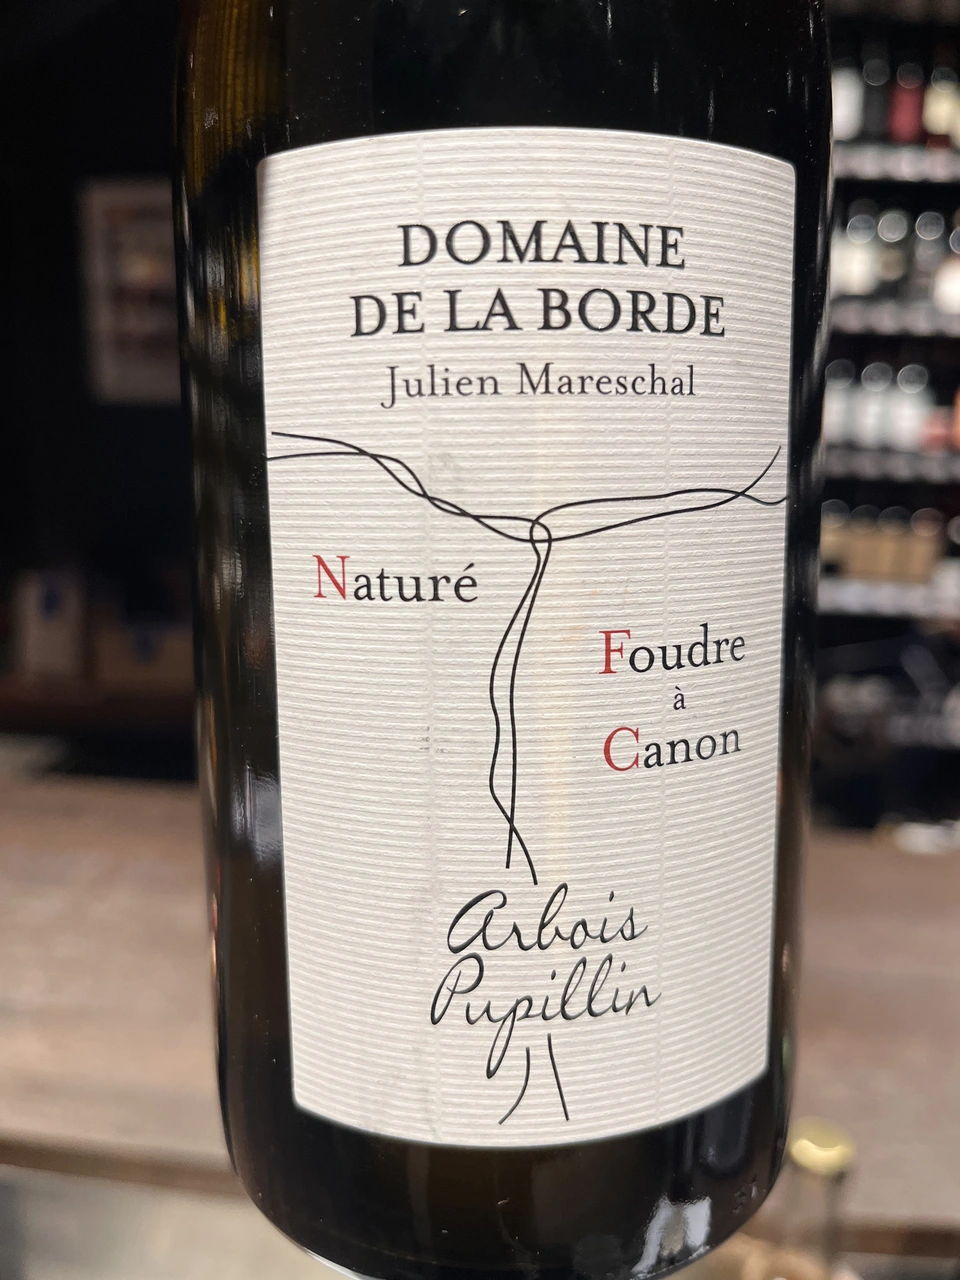 DOMAINE
DE LA BORDE
Julien Mareschal
Naturé
Foudre
à
Canon
Arbois
Pupillin